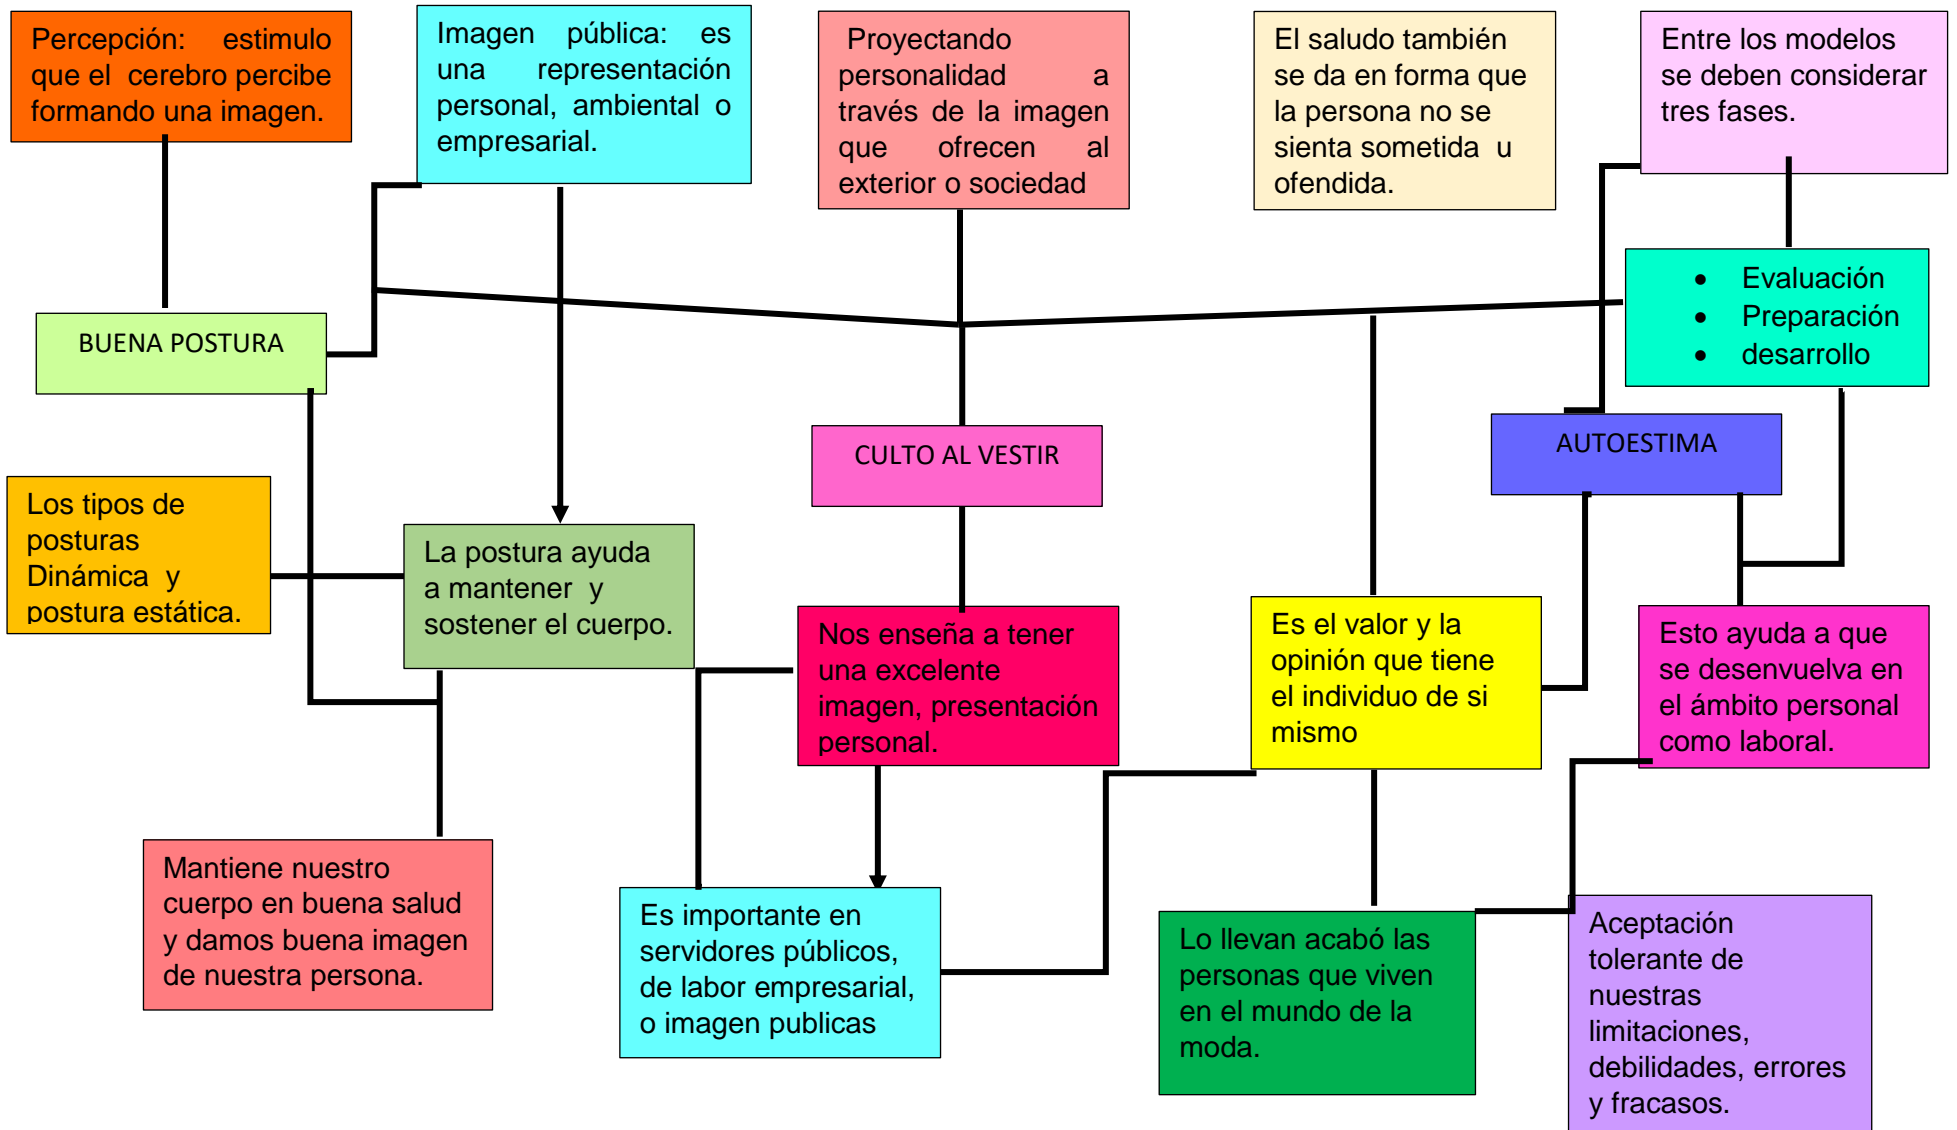 Percepción: estimulo
que el cerebro percibe
formando una imagen.
Imagen pública: es
una representación
personal, ambiental o
empresarial.
Proyectando
personalidad a
través de la imagen
que ofrecen al
exterior o sociedad
El saludo también
se da en forma que
la persona no se
sienta sometida u
ofendida.
Entre los modelos
se deben considerar
tres fases.
• Evaluación
• Preparación
• desarrollo
BUENA POSTURA
CULTO AL VESTIR
AUTOESTIMA
Los tipos de
posturas
Dinámica y
postura estática.
La postura ayuda
a mantener y
sostener el cuerpo.
Nos enseña a tener
una excelente
imagen, presentación
personal.
Es el valor y la
opinión que tiene
el individuo de si
mismo
Esto ayuda a que
se desenvuelva en
el ámbito personal
como laboral.
Mantiene nuestro
cuerpo en buena salud
y damos buena imagen
de nuestra persona.
Es importante en
servidores públicos,
de labor empresarial,
o imagen publicas
Lo llevan acabó las
personas que viven
en el mundo de la
moda.
Aceptación
tolerante de
nuestras
limitaciones,
debilidades, errores
y fracasos.